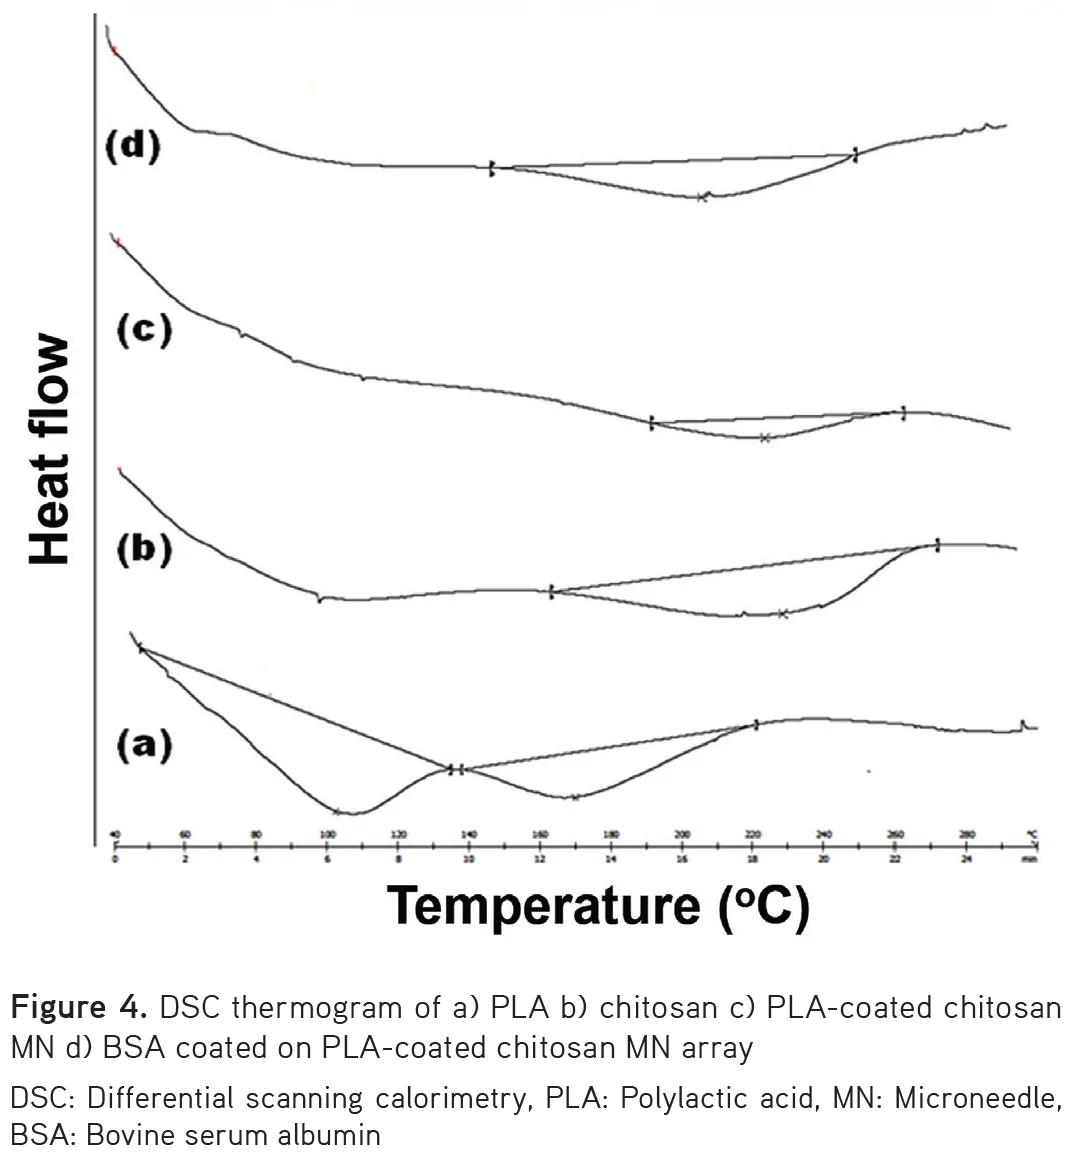 (d)
(c)
Heat flow
(b)
(a)
40 60 80 100 120 140 160 180 200 220 240 260 280 °C
0 2 4 6 8 10 12 14 16 18 20 22 24 min
Temperature (°C)
Figure 4. DSC thermogram of a) PLA b) chitosan c) PLA-coated chitosan
MN d) BSA coated on PLA-coated chitosan MN array
DSC: Differential scanning calorimetry, PLA: Polylactic acid, MN: Microneedle,
BSA: Bovine serum albumin